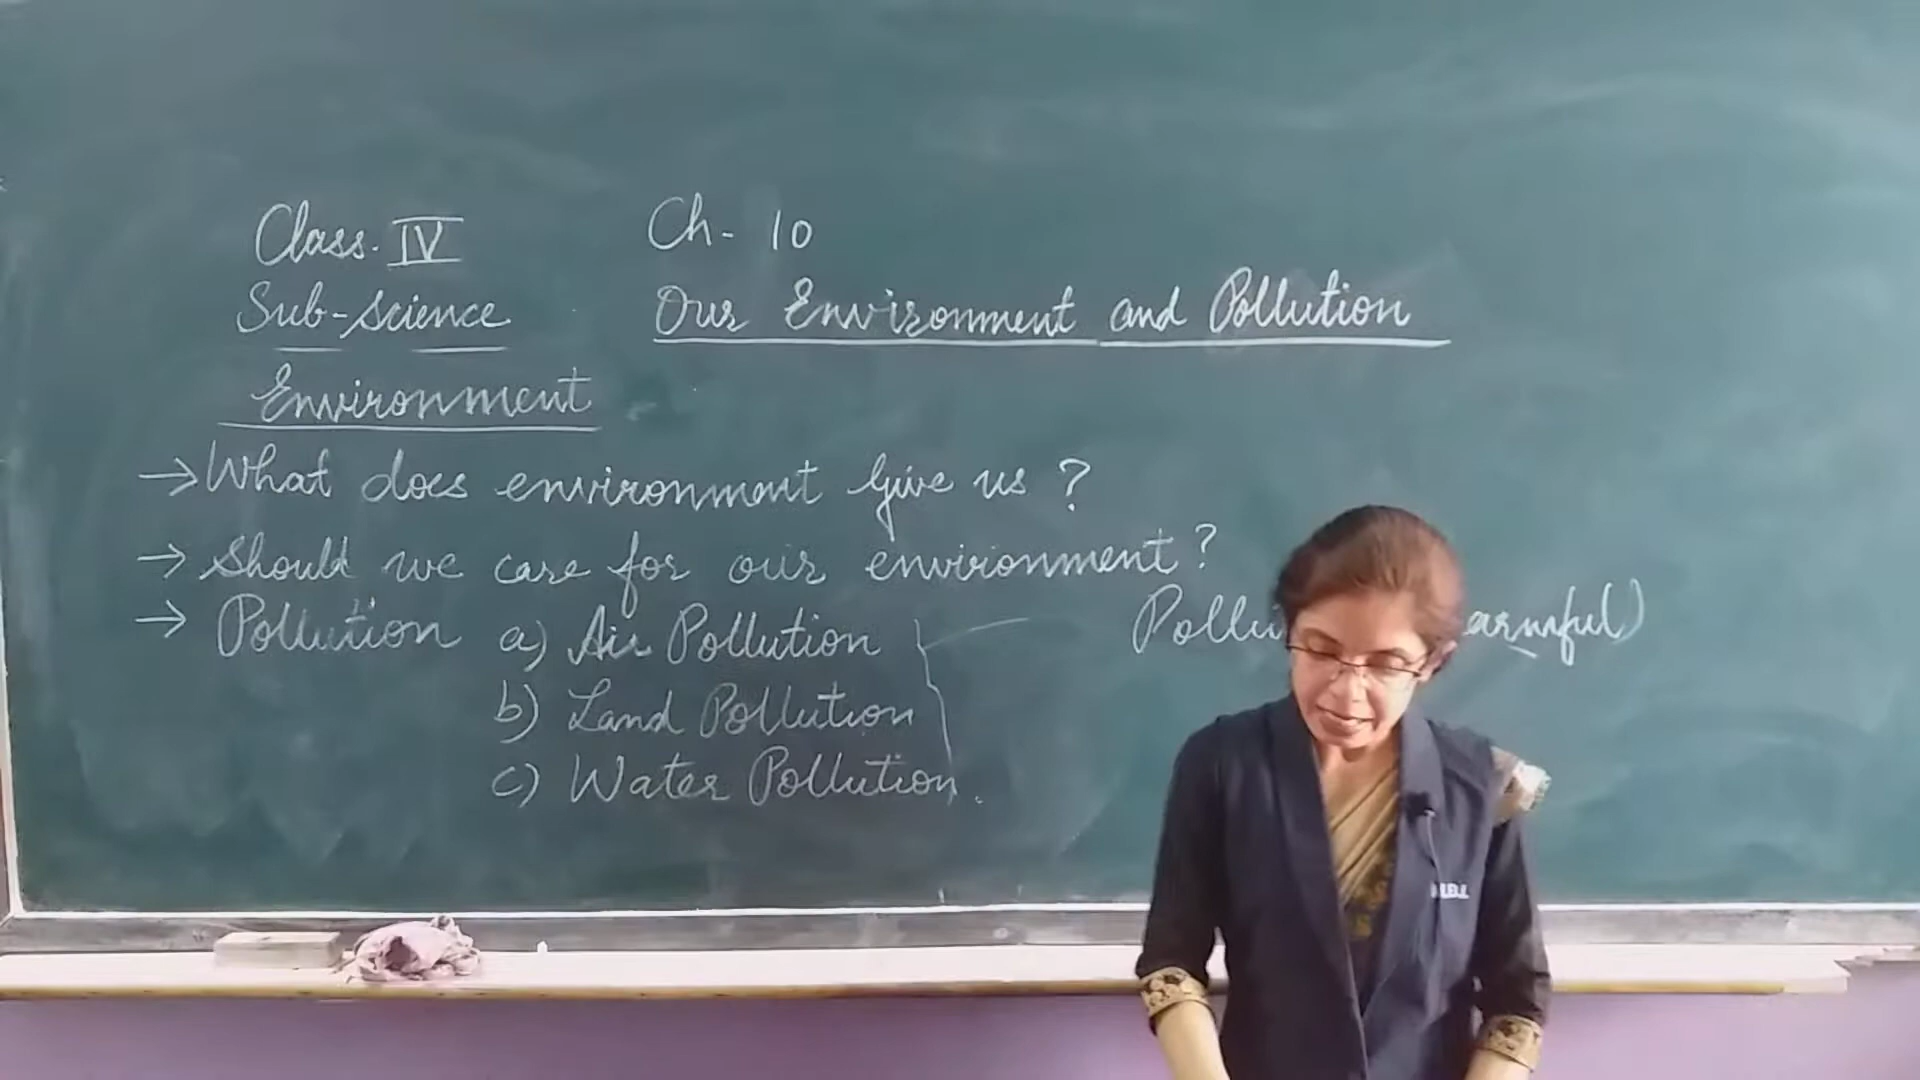 Class. IV
Sub-science
Ch- 10
Our Environment and Pollution
Environment
→ What does environment give us ?
→ Should we care for our environment ?
→ Pollution a) Air Pollution
b) Land Pollution
c) Water Pollution.